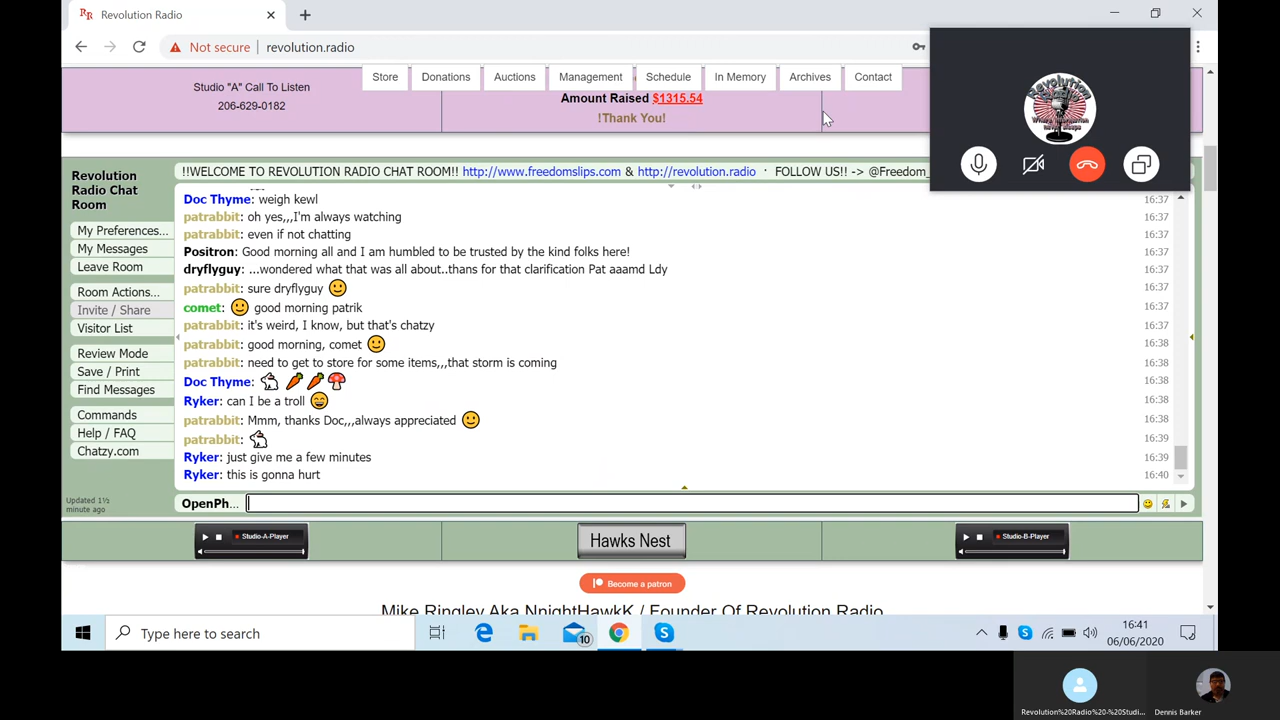 Revolution Radio
Not secure revolution.radio
Store Donations Auctions Management Schedule In Memory Archives Contact
Studio "A" Call To Listen
206-629-0182
Amount Raised $1315.54
!Thank You!
Revolution Radio Chat Room
My Preferences...
My Messages
Leave Room
Room Actions...
Invite / Share
Visitor List
Review Mode
Save / Print
Find Messages
Commands
Help / FAQ
Chatzy.com
Updated 1½ minute ago
!!WELCOME TO REVOLUTION RADIO CHAT ROOM!! http://www.freedomslips.com & http://revolution.radio · FOLLOW US!! -> @Freedom_
Doc Thyme: weigh kewl 16:37
patrabbit: oh yes,,,I'm always watching 16:37
patrabbit: even if not chatting 16:37
Positron: Good morning all and I am humbled to be trusted by the kind folks here! 16:37
dryflyguy: ...wondered what that was all about..thans for that clarification Pat aaamd Ldy 16:37
patrabbit: sure dryflyguy 🙂 16:37
comet: 🙂 good morning patrik 16:37
patrabbit: it's weird, I know, but that's chatzy 16:37
patrabbit: good morning, comet 🙂 16:38
patrabbit: need to get to store for some items,,,that storm is coming 16:38
Doc Thyme: 🐇 🥕 🥕 🍄 16:38
Ryker: can I be a troll 😄 16:38
patrabbit: Mmm, thanks Doc,,,always appreciated 🙂 16:38
patrabbit: 🐇 16:39
Ryker: just give me a few minutes 16:39
Ryker: this is gonna hurt 16:40
OpenPh...
Studio-A-Player
Hawks Nest
Studio-B-Player
Become a patron
Mike Ringley Aka NnightHawkK / Founder Of Revolution Radio
Type here to search
10
16:41
06/06/2020
Revolution%20Radio%20-%20Studi...
Dennis Barker